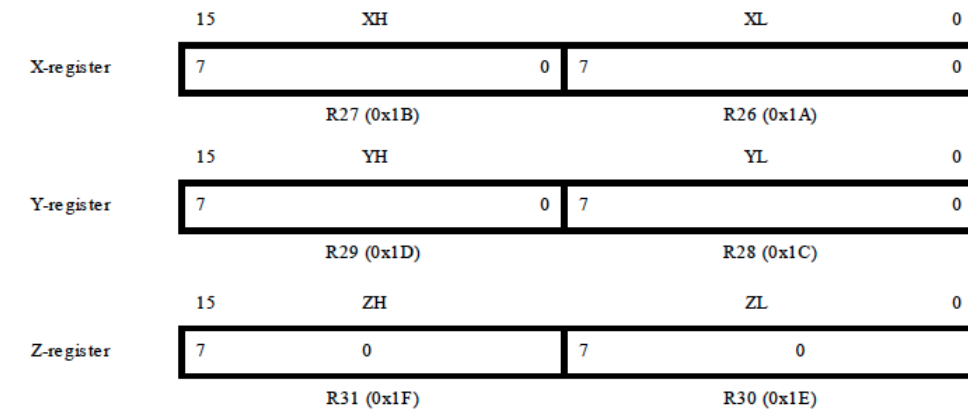 15 XH XL 0
X-register 7 0 7 0
R27 (0x1B) R26 (0x1A)
15 YH YL 0
Y-register 7 0 7 0
R29 (0x1D) R28 (0x1C)
15 ZH ZL 0
Z-register 7 0 7 0
R31 (0x1F) R30 (0x1E)